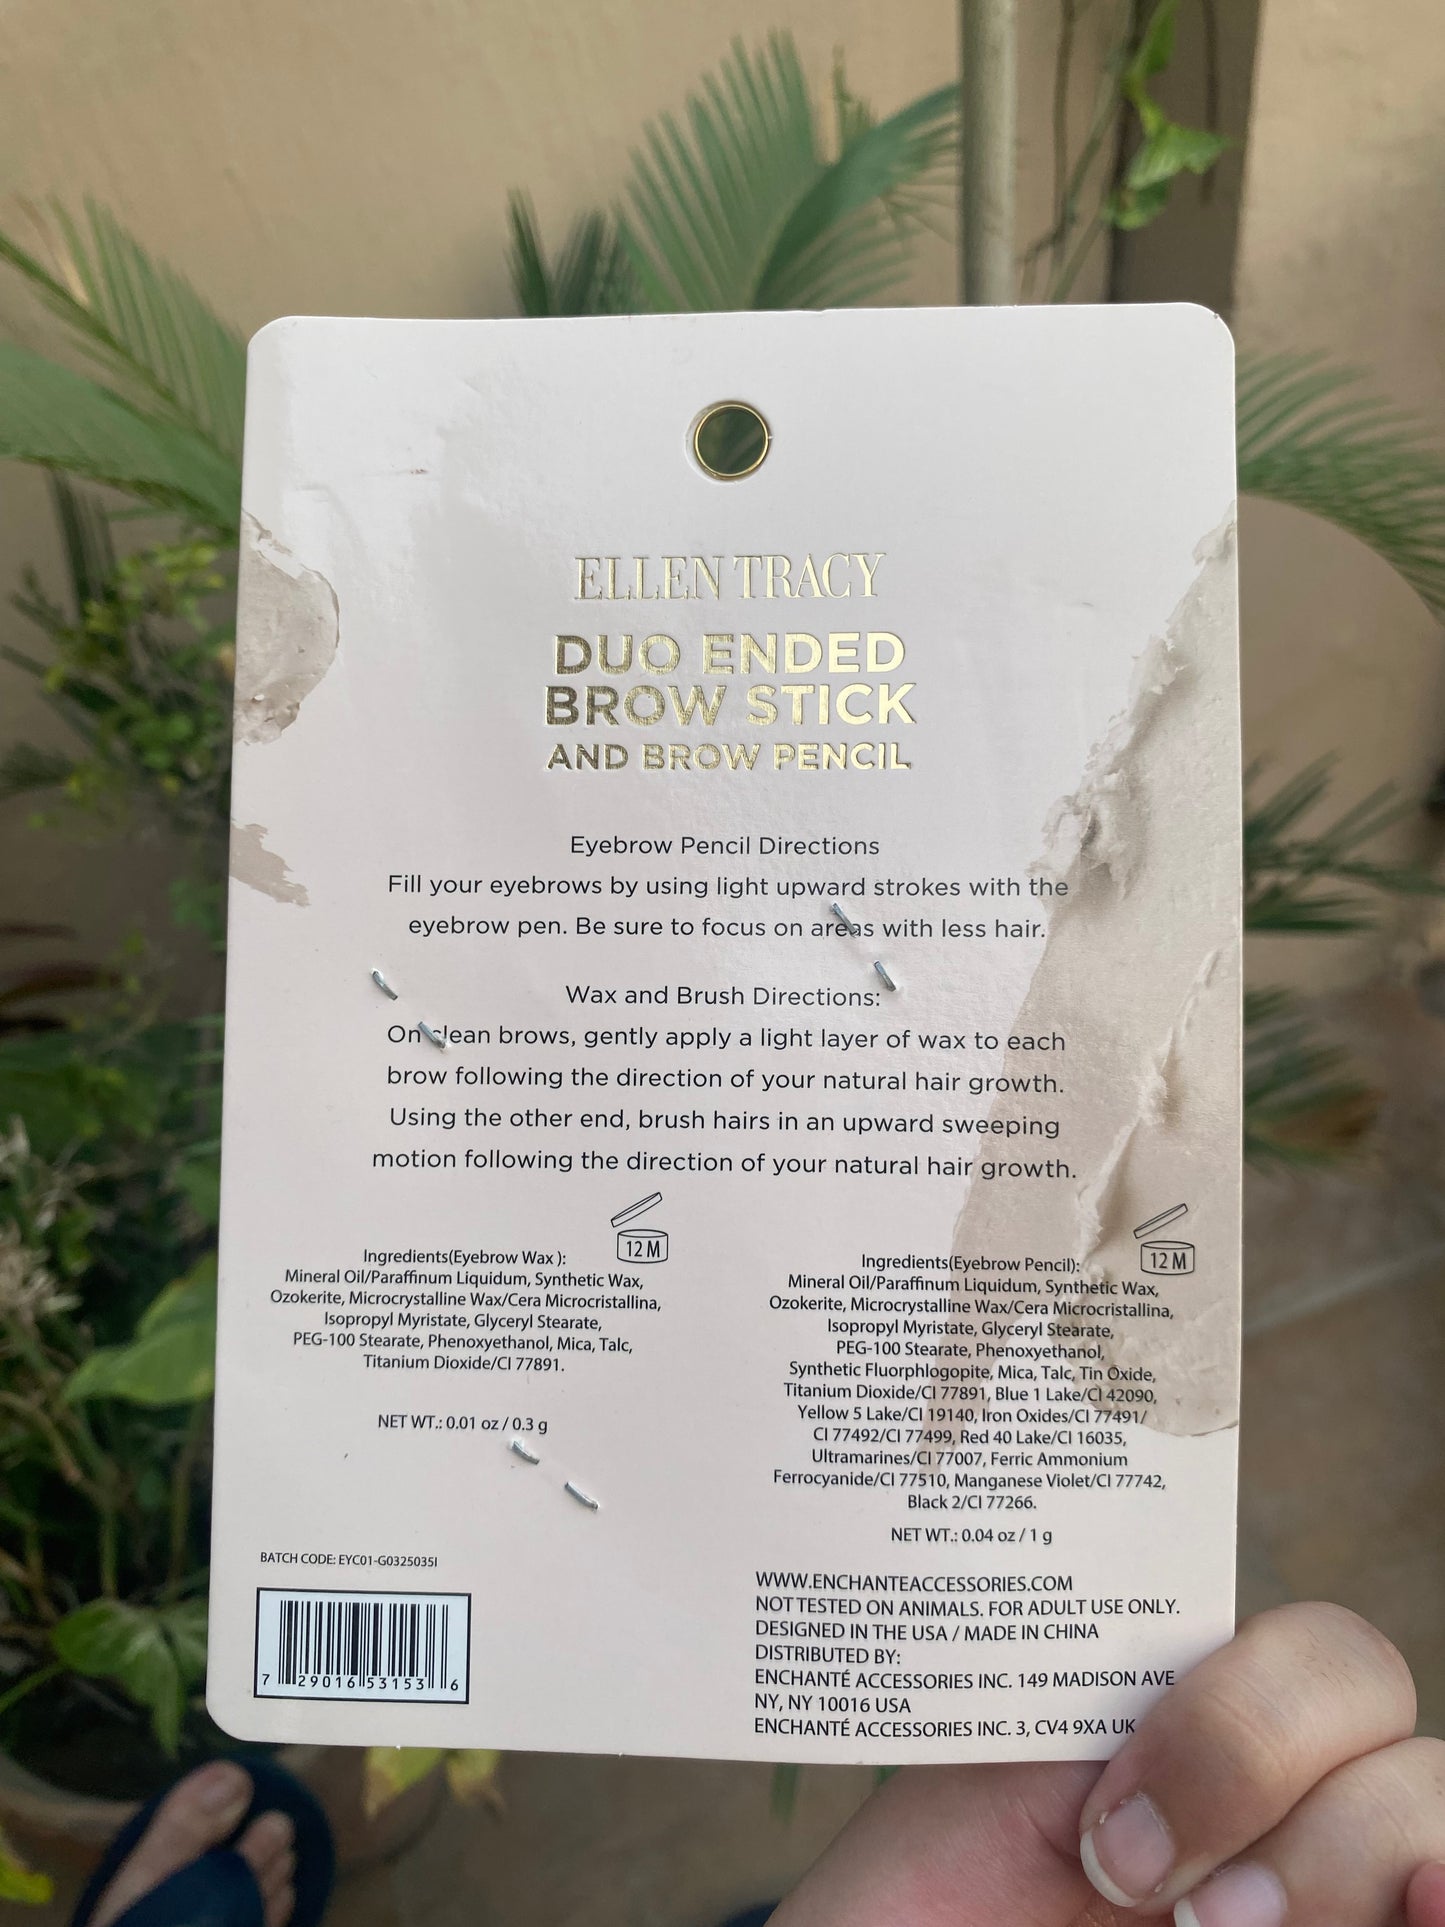 ELLEN TRACY
DUO ENDED
BROW STICK
AND BROW PENCIL
Eyebrow Pencil Directions
Fill your eyebrows by using light upward strokes with the
eyebrow pen. Be sure to focus on areas with less hair.
Wax and Brush Directions:
On clean brows, gently apply a light layer of wax to each
brow following the direction of your natural hair growth.
Using the other end, brush hairs in an upward sweeping
motion following the direction of your natural hair growth.
12 M
Ingredients(Eyebrow Wax ):
Mineral Oil/Paraffinum Liquidum, Synthetic Wax,
Ozokerite, Microcrystalline Wax/Cera Microcristallina,
Isopropyl Myristate, Glyceryl Stearate,
PEG-100 Stearate, Phenoxyethanol, Mica, Talc,
Titanium Dioxide/CI 77891.
NET WT.: 0.01 oz / 0.3 g
12 M
Ingredients(Eyebrow Pencil):
Mineral Oil/Paraffinum Liquidum, Synthetic Wax,
Ozokerite, Microcrystalline Wax/Cera Microcristallina,
Isopropyl Myristate, Glyceryl Stearate,
PEG-100 Stearate, Phenoxyethanol,
Synthetic Fluorphlogopite, Mica, Talc, Tin Oxide,
Titanium Dioxide/CI 77891, Blue 1 Lake/CI 42090,
Yellow 5 Lake/CI 19140, Iron Oxides/CI 77491/
CI 77492/CI 77499, Red 40 Lake/CI 16035,
Ultramarines/CI 77007, Ferric Ammonium
Ferrocyanide/CI 77510, Manganese Violet/CI 77742,
Black 2/CI 77266.
NET WT.: 0.04 oz / 1 g
BATCH CODE: EYC01-G0325035I
7 29016 53153 6
WWW.ENCHANTEACCESSORIES.COM
NOT TESTED ON ANIMALS. FOR ADULT USE ONLY.
DESIGNED IN THE USA / MADE IN CHINA
DISTRIBUTED BY:
ENCHANTÉ ACCESSORIES INC. 149 MADISON AVE
NY, NY 10016 USA
ENCHANTÉ ACCESSORIES INC. 3, CV4 9XA UK